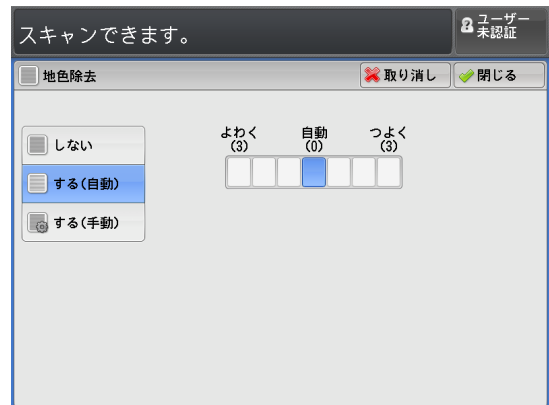 スキャンできます。
ユーザー
未認証
地色除去
取り消し
閉じる
しない
する(自動)
する(手動)
よわく
(3)
自動
(0)
つよく
(3)